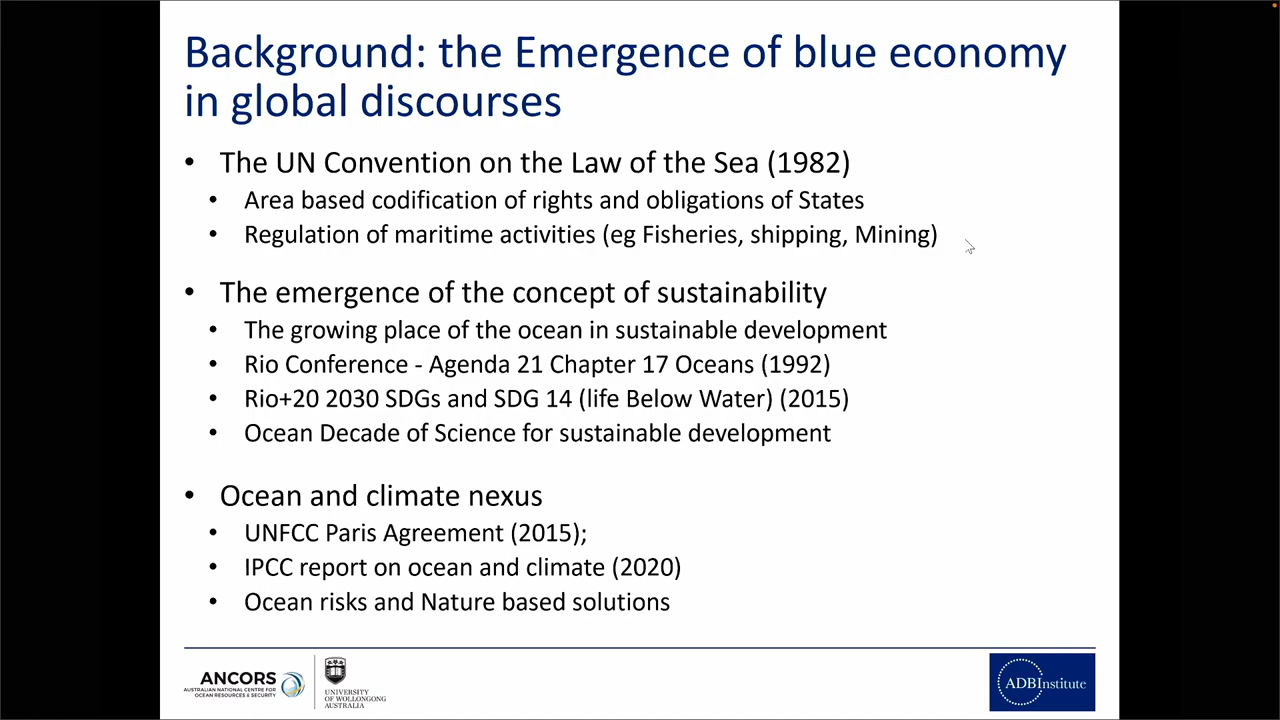 Background: the Emergence of blue economy
in global discourses
• The UN Convention on the Law of the Sea (1982)
• Area based codification of rights and obligations of States
• Regulation of maritime activities (eg Fisheries, shipping, Mining)
• The emergence of the concept of sustainability
• The growing place of the ocean in sustainable development
• Rio Conference - Agenda 21 Chapter 17 Oceans (1992)
• Rio+20 2030 SDGs and SDG 14 (life Below Water) (2015)
• Ocean Decade of Science for sustainable development
• Ocean and climate nexus
• UNFCC Paris Agreement (2015);
• IPCC report on ocean and climate (2020)
• Ocean risks and Nature based solutions
ANCORS
AUSTRALIAN NATIONAL CENTRE FOR
OCEAN RESOURCES & SECURITY
UNIVERSITY
OF WOLLONGONG
AUSTRALIA
ADBInstitute